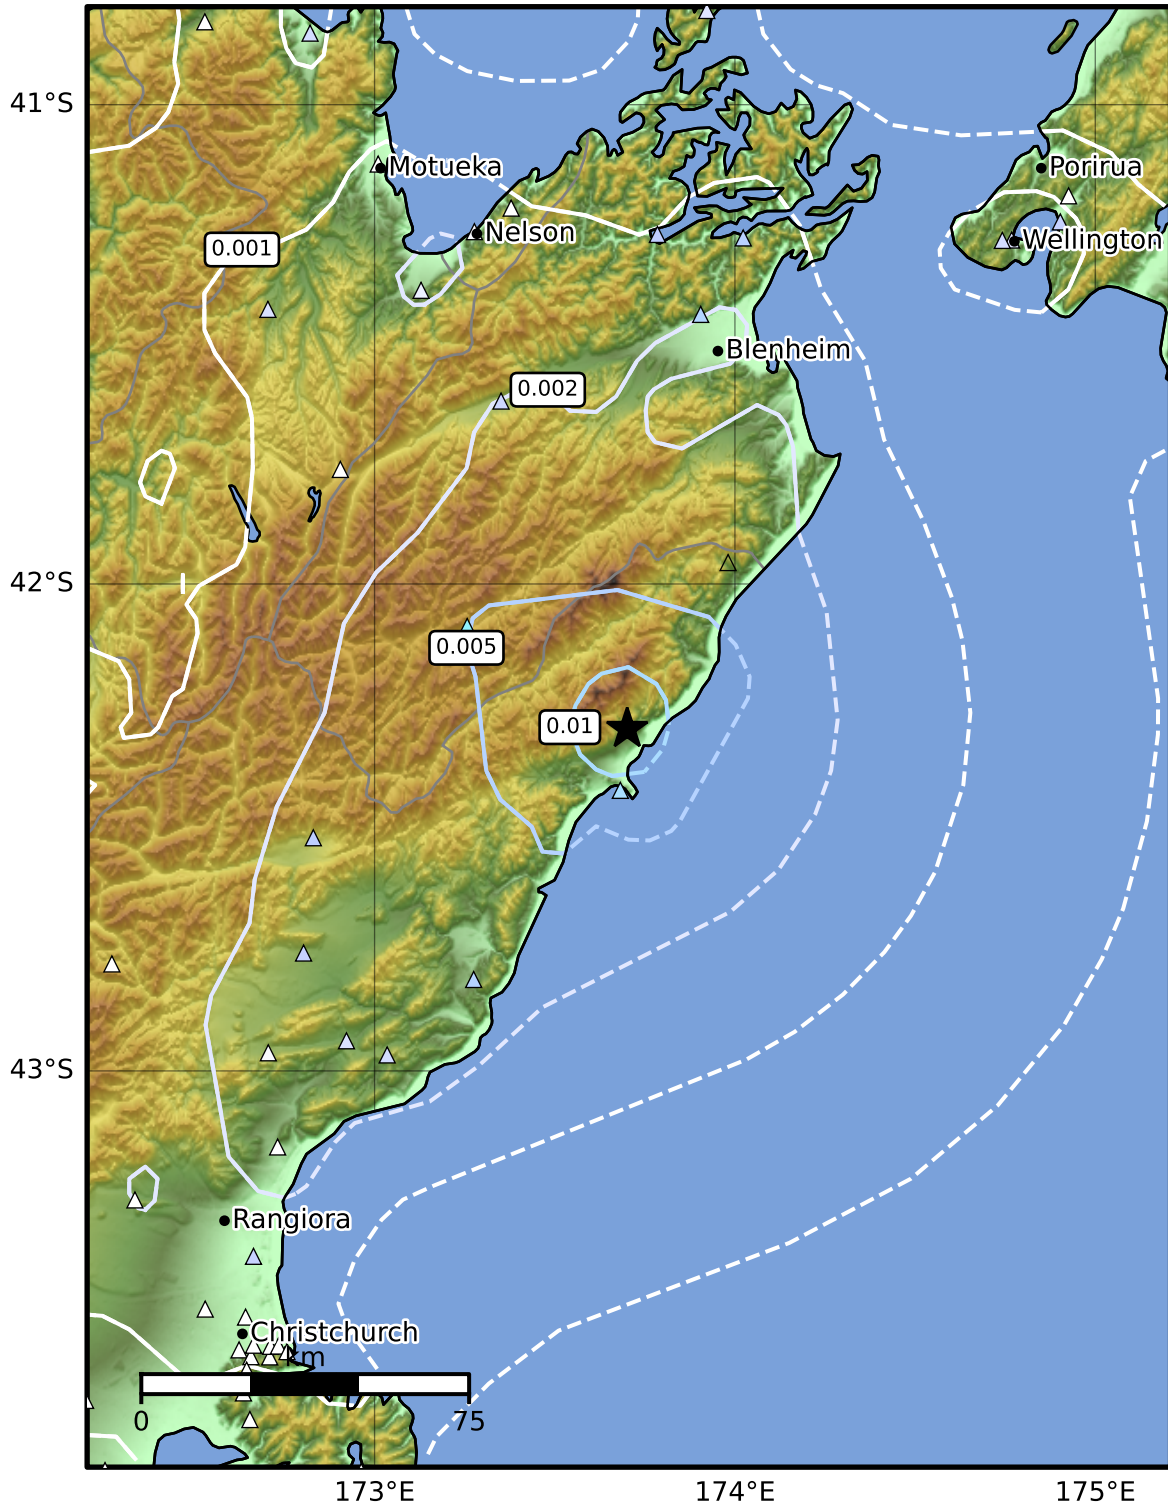 41°S
Motueka
Porirua
0.001
Nelson
Wellington
Blenheim
0.002
42°S
0.005
0.01
43°S
Rangiora
Christchurch
km
0
75
173°E
174°E
175°E